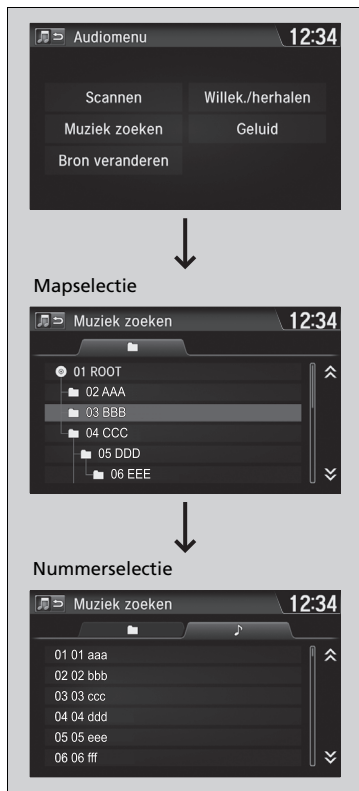 Audiomenu 12:34
Scannen Willek./herhalen
Muziek zoeken Geluid
Bron veranderen
Mapselectie
Muziek zoeken 12:34
01 ROOT
02 AAA
03 BBB
04 CCC
05 DDD
06 EEE
Nummerselectie
Muziek zoeken 12:34
01 01 aaa
02 02 bbb
03 03 ccc
04 04 ddd
05 05 eee
06 06 fff